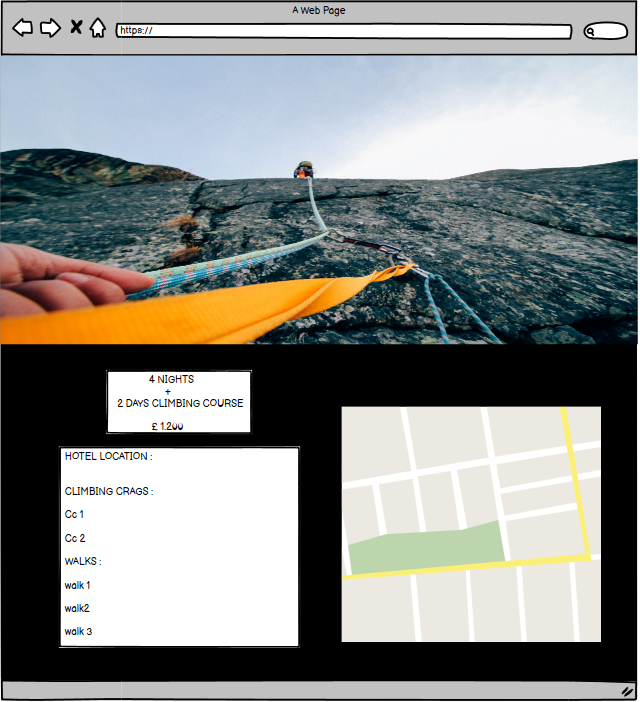 A Web Page
https://
4 NIGHTS
+
2 DAYS CLIMBING COURSE
£ 1.200
HOTEL LOCATION :
CLIMBING CRAGS :
Cc 1
Cc 2
WALKS :
walk 1
walk2
walk 3